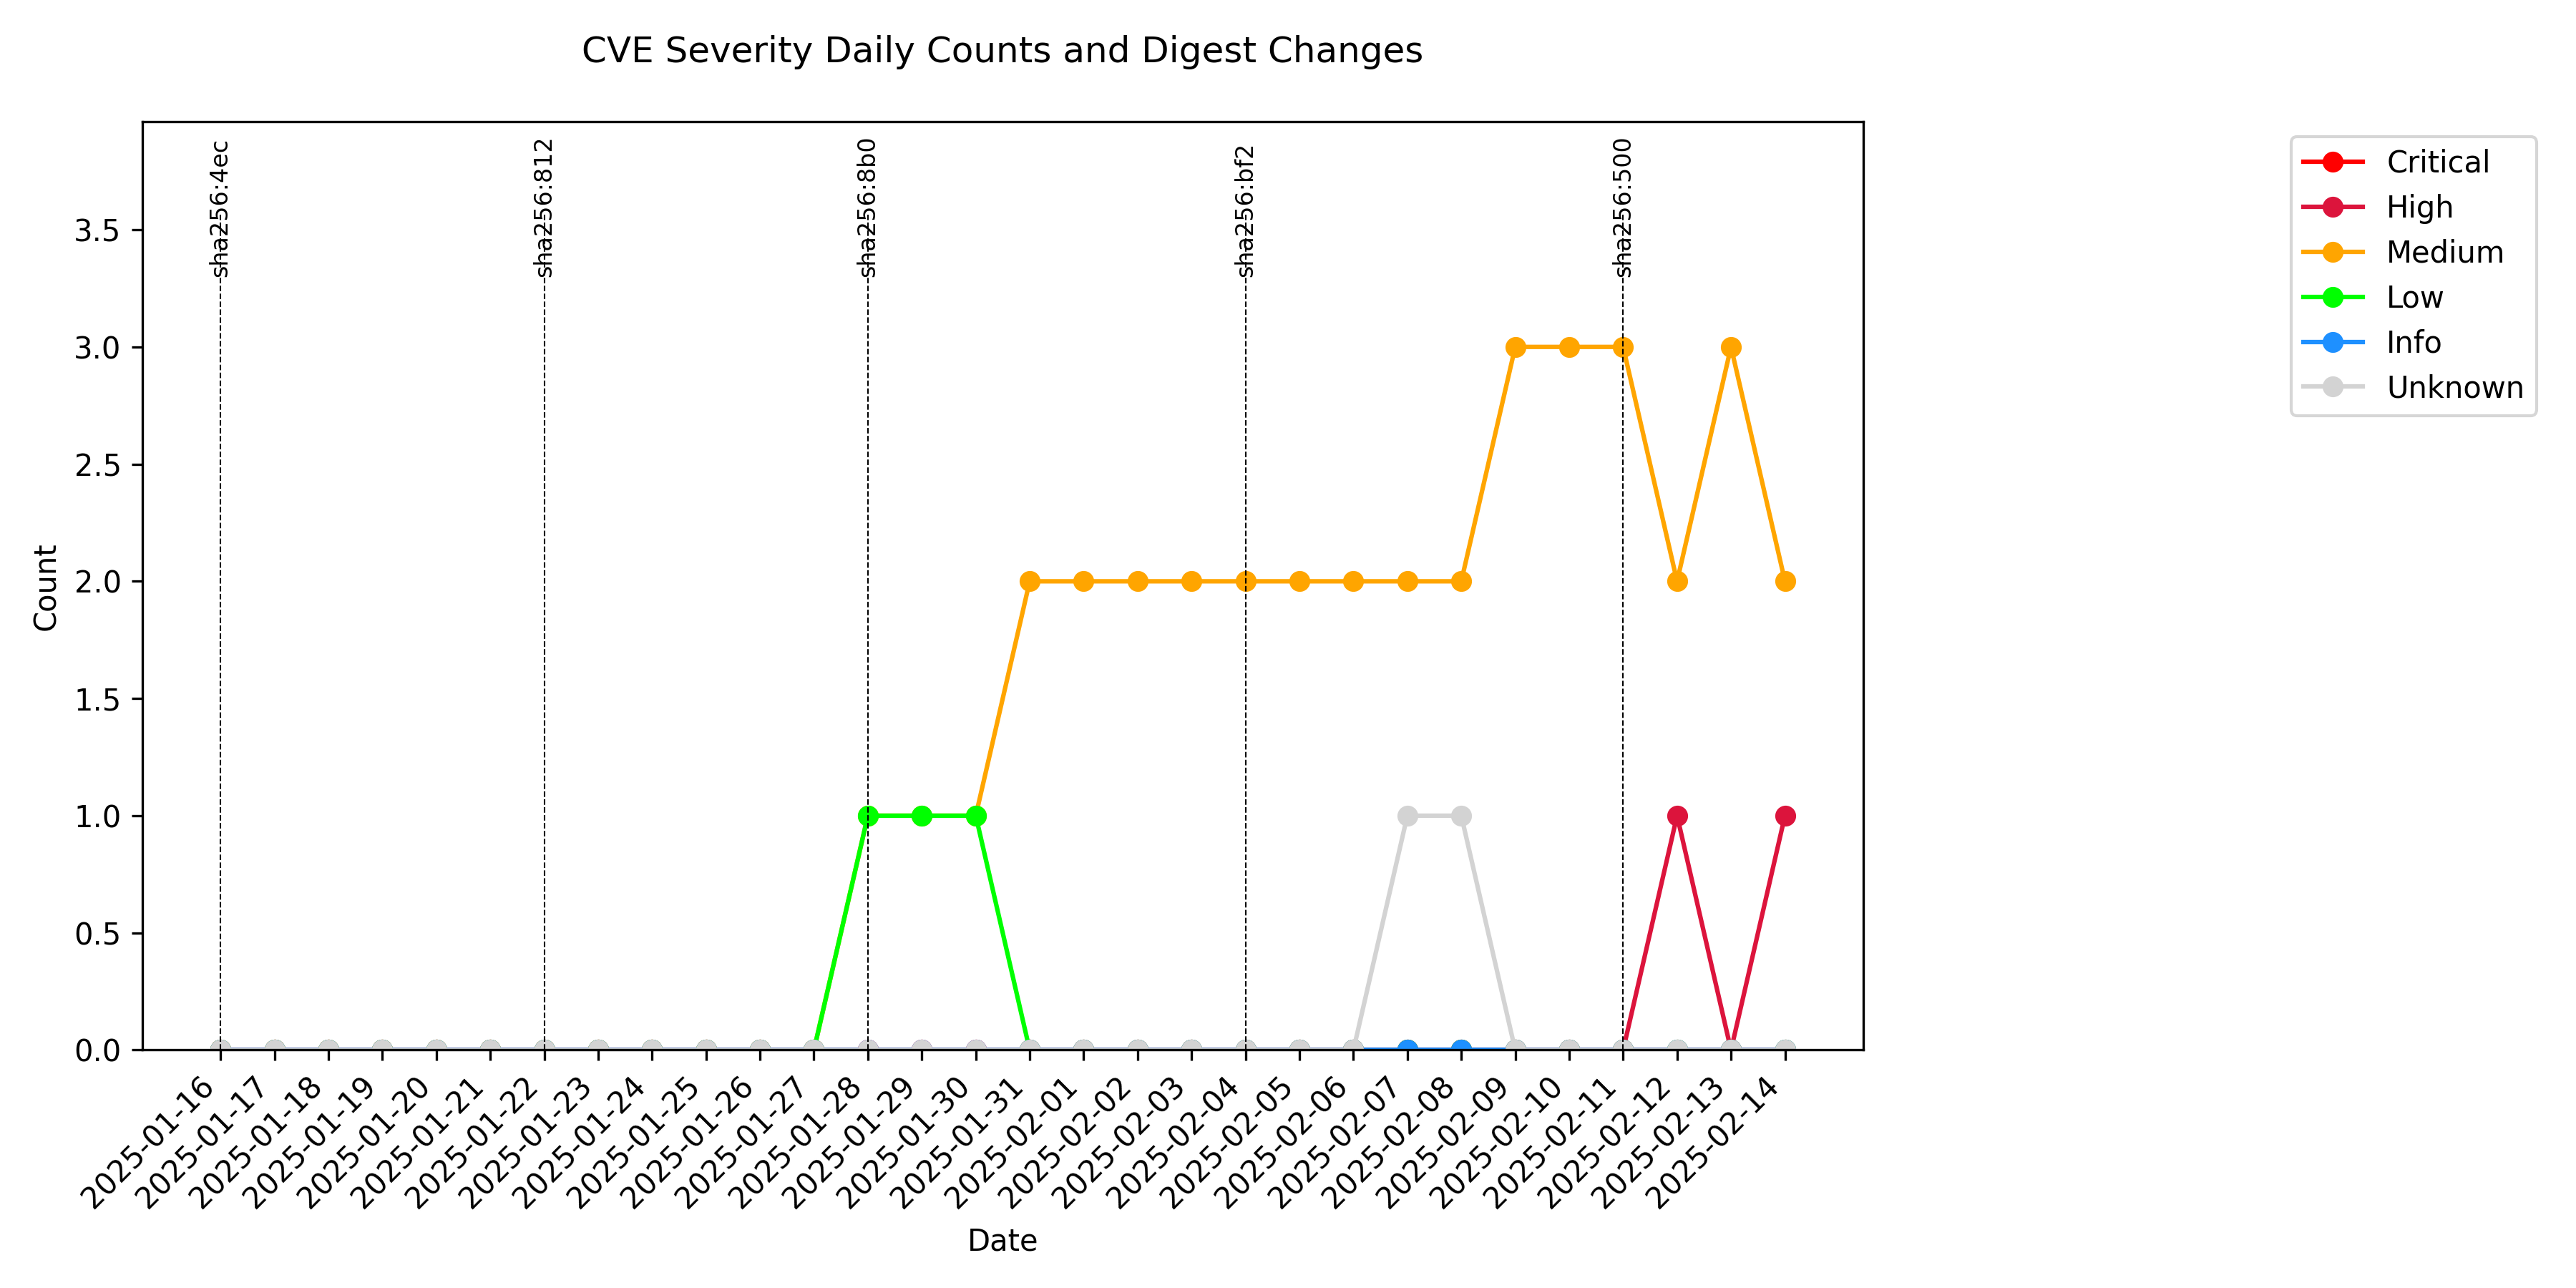 CVE Severity Daily Counts and Digest Changes
sha256:4ec
sha256:812
sha256:8b0
sha256:bf2
sha256:500
Critical
High
Medium
Low
Info
Unknown
3.5
3.0
2.5
2.0
1.5
1.0
0.5
0.0
Count
2025-01-16
2025-01-17
2025-01-18
2025-01-19
2025-01-20
2025-01-21
2025-01-22
2025-01-23
2025-01-24
2025-01-25
2025-01-26
2025-01-27
2025-01-28
2025-01-29
2025-01-30
2025-01-31
2025-02-01
2025-02-02
2025-02-03
2025-02-04
2025-02-05
2025-02-06
2025-02-07
2025-02-08
2025-02-09
2025-02-10
2025-02-11
2025-02-12
2025-02-13
2025-02-14
Date